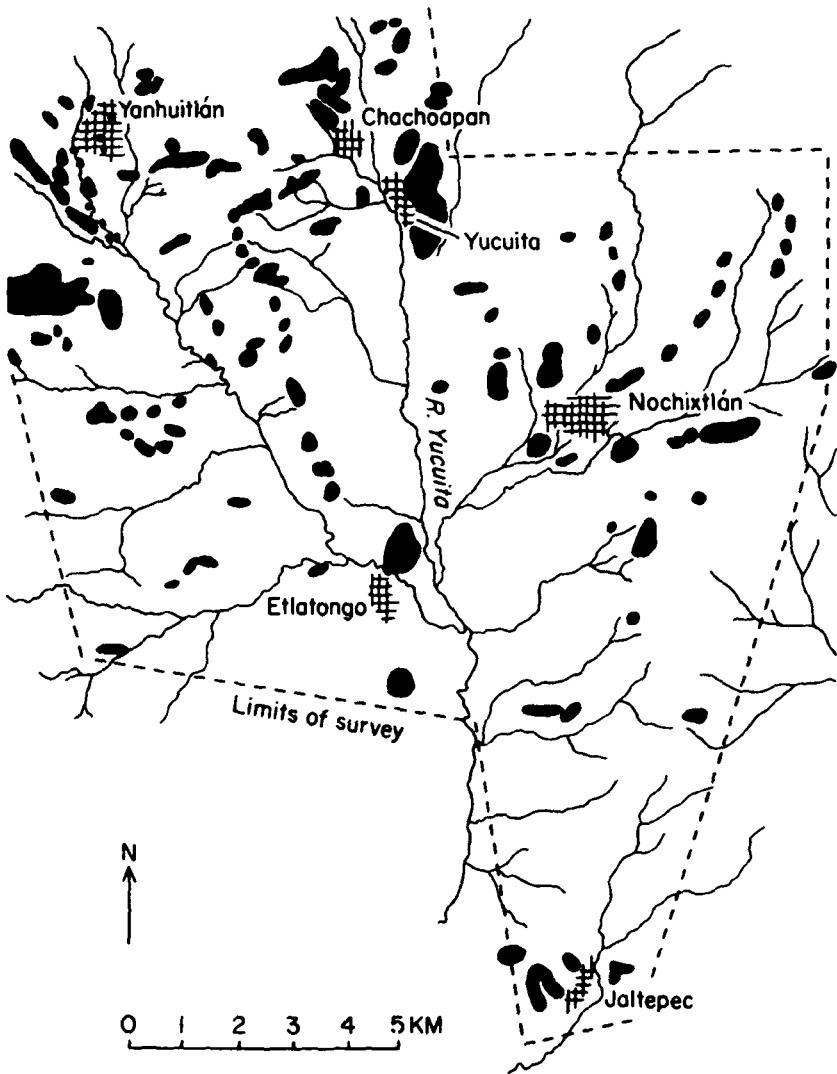 Yanhuitlán
Chachoapan
Yucuita
Nochixtlán
R. Yucuita
Etlatongo
Limits of survey
N
Jaltepec
0 1 2 3 4 5 KM